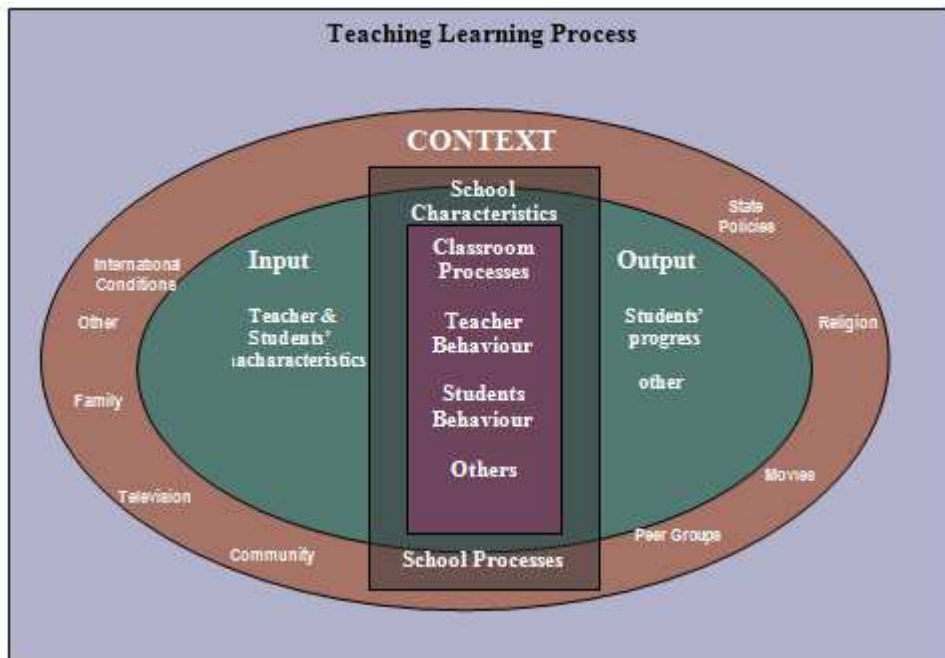 Teaching Learning Process
CONTEXT
School
Characteristics
State
Policies
Classroom
Processes
Input
Output
International
Conditions
Teacher &
Students'
ıacharacteristics
Teacher
Behaviour
Students'
progress
Other
Religion
other
Family
Students
Behaviour
Others
Television
Movies
Community
School Processes
Peer Groups